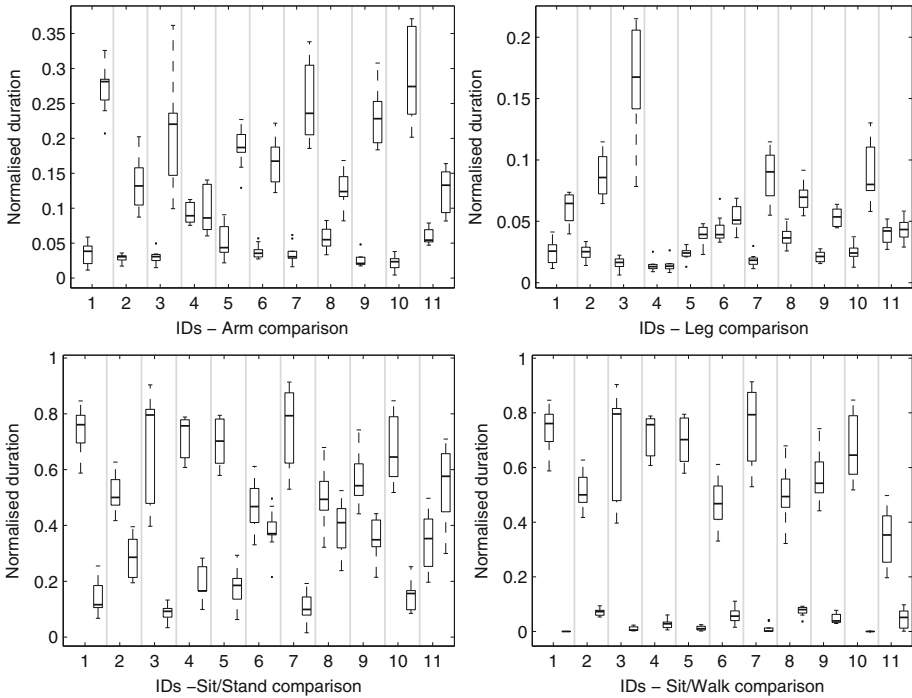 Normalised duration
0.35
0.3
0.25
0.2
0.15
0.1
0.05
0
1 2 3 4 5 6 7 8 9 10 11
IDs – Arm comparison
Normalised duration
0.2
0.15
0.1
0.05
0
1 2 3 4 5 6 7 8 9 10 11
IDs – Leg comparison
Normalised duration
1
0.8
0.6
0.4
0.2
0
1 2 3 4 5 6 7 8 9 10 11
IDs –Sit/Stand comparison
Normalised duration
1
0.8
0.6
0.4
0.2
0
1 2 3 4 5 6 7 8 9 10 11
IDs – Sit/Walk comparison